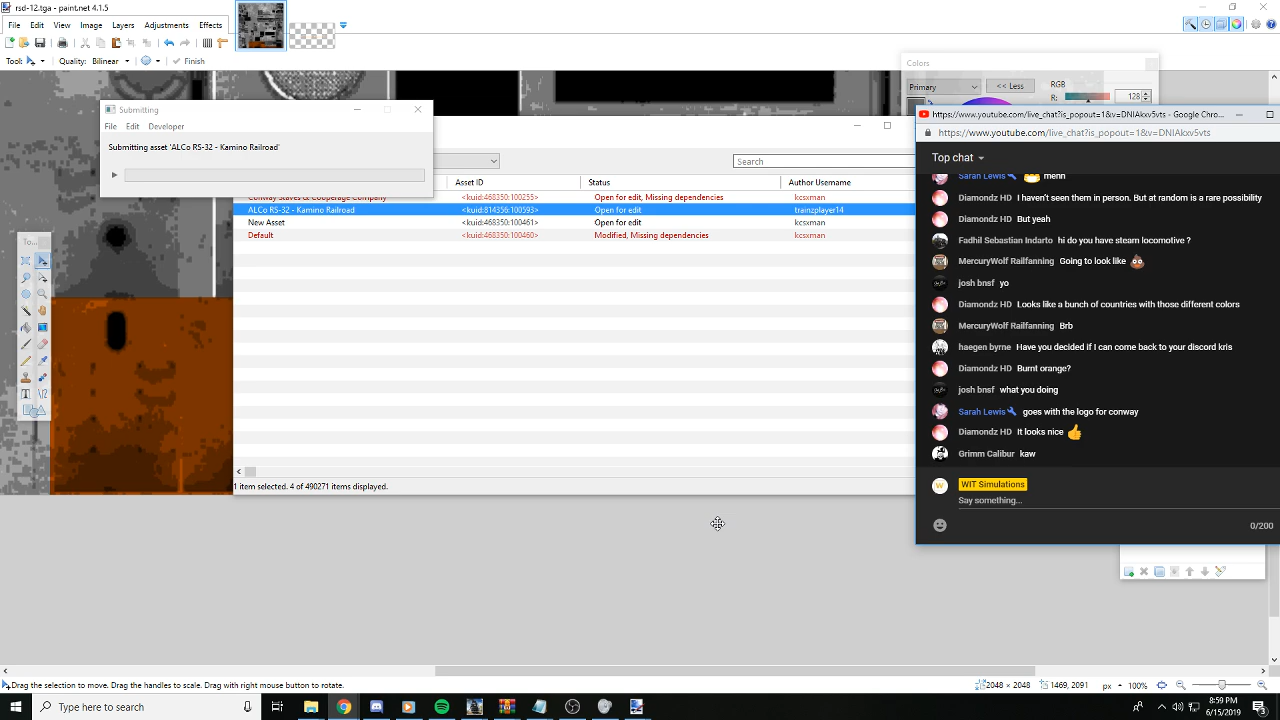 rsd-12.tga - paint.net 4.1.5
File Edit View Image Layers Adjustments Effects
Tool: Quality: Bilinear Finish
Colors
Primary << Less RGB
R: 128
Submitting
File Edit Developer
Submitting asset 'ALCo RS-32 - Kamino Railroad'
Search
Asset ID Status Author Username
Conway Staves & Cooperage Company <kuid:468350:100255> Open for edit, Missing dependencies kcsxman
ALCo RS-32 - Kamino Railroad <kuid:814356:100593> Open for edit trainzplayer14
New Asset <kuid:468350:100461> Open for edit kcsxman
Default <kuid:468350:100460> Modified, Missing dependencies kcsxman
1 item selected. 4 of 490271 items displayed.
To...
https://www.youtube.com/live_chat?is_popout=1&v=DNIAkxv5vts - Google Chro...
https://www.youtube.com/live_chat?is_popout=1&v=DNIAkxv5vts
Top chat
Sarah Lewis menh
Diamondz HD I haven't seen them in person. But at railfanning it's quite possibility
Diamondz HD But yeah
Fadhil Sebastian Indarto hi do you have steam locomotive ?
MercuryWolf Railfanning Going to look like 💩
josh bnsf yo
Diamondz HD Looks like a bunch of countries with those different colors
MercuryWolf Railfanning Brb
haegen byrne Have you decided if I can come back to your discord kris
Diamondz HD Burnt orange?
josh bnsf what you doing
Sarah Lewis goes with the logo for conway
Diamondz HD It looks nice 👍
Grimm Calibur kaw
W WIT Simulations
Say something...
0/200
Drag the selection to move. Drag the handles to scale. Drag with right mouse button to rotate. 2048 × 2048 1469, 2091 px 100%
Type here to search
8:59 PM
6/15/2019